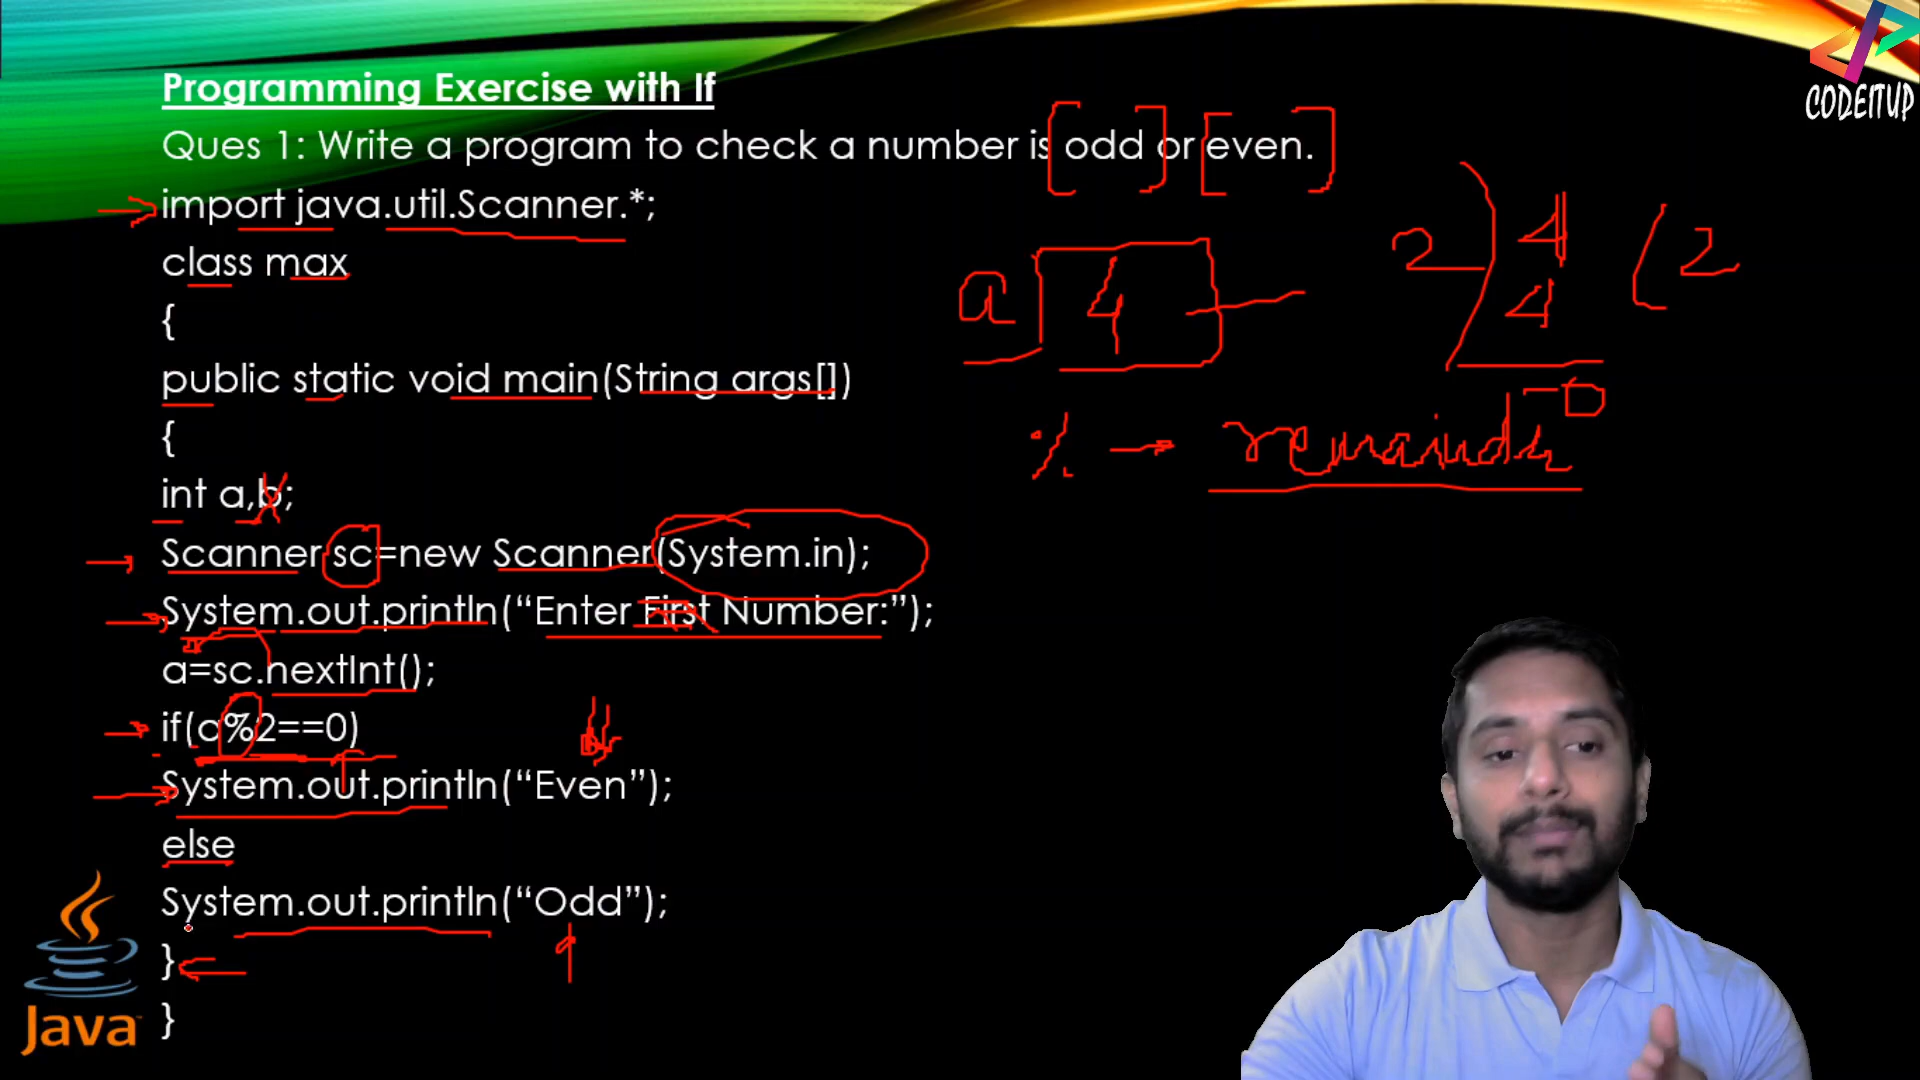 Programming Exercise with If
CODEITUP
Ques 1: Write a program to check a number is odd or even.
import java.util.Scanner.*;
class max
{
public static void main(String args[])
{
int a,b;
Scanner sc=new Scanner(System.in);
System.out.println(“Enter First Number:”);
a=sc.nextInt();
if(a%2==0)
System.out.println(“Even”);
else
System.out.println(“Odd”);
}
}
a 4
2) 4 (2
4
0
% → remainder
Java